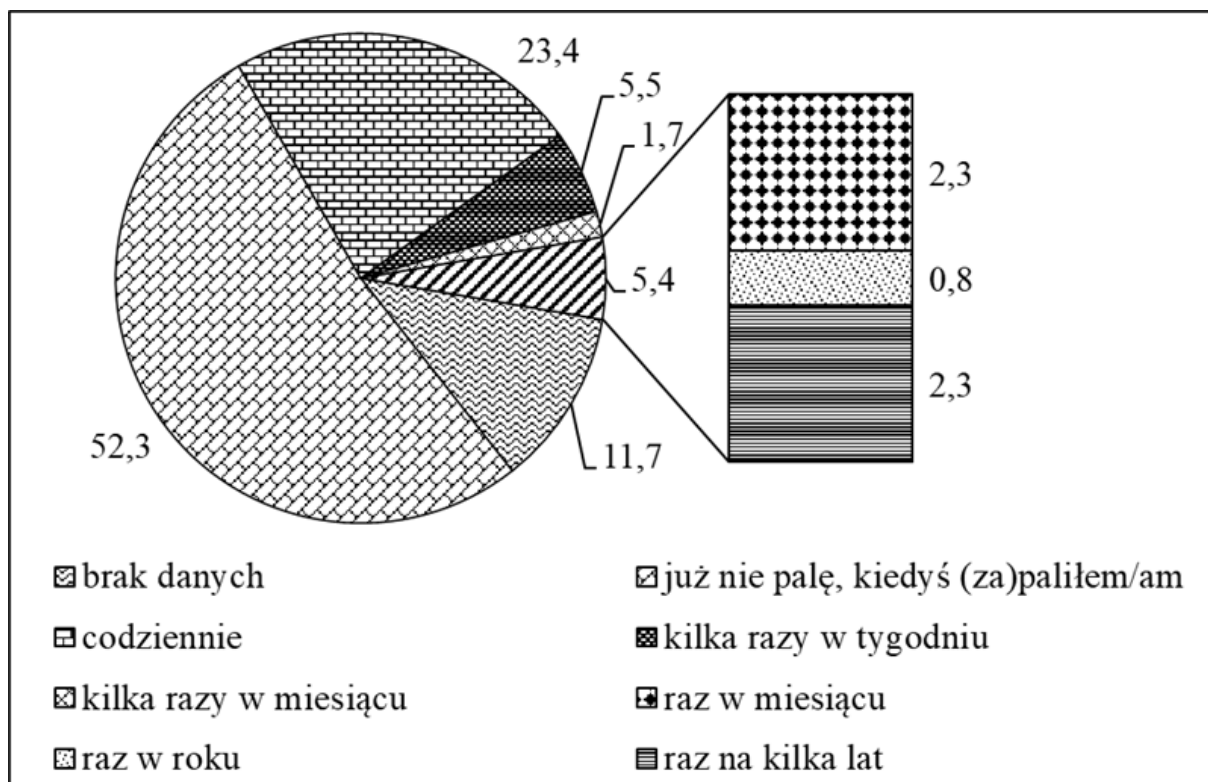 23,4
5,5
1,7
2,3
5,4
0,8
2,3
52,3
11,7
brak danych
już nie palę, kiedyś (za)paliłem/am
codziennie
kilka razy w tygodniu
kilka razy w miesiącu
raz w miesiącu
raz w roku
raz na kilka lat